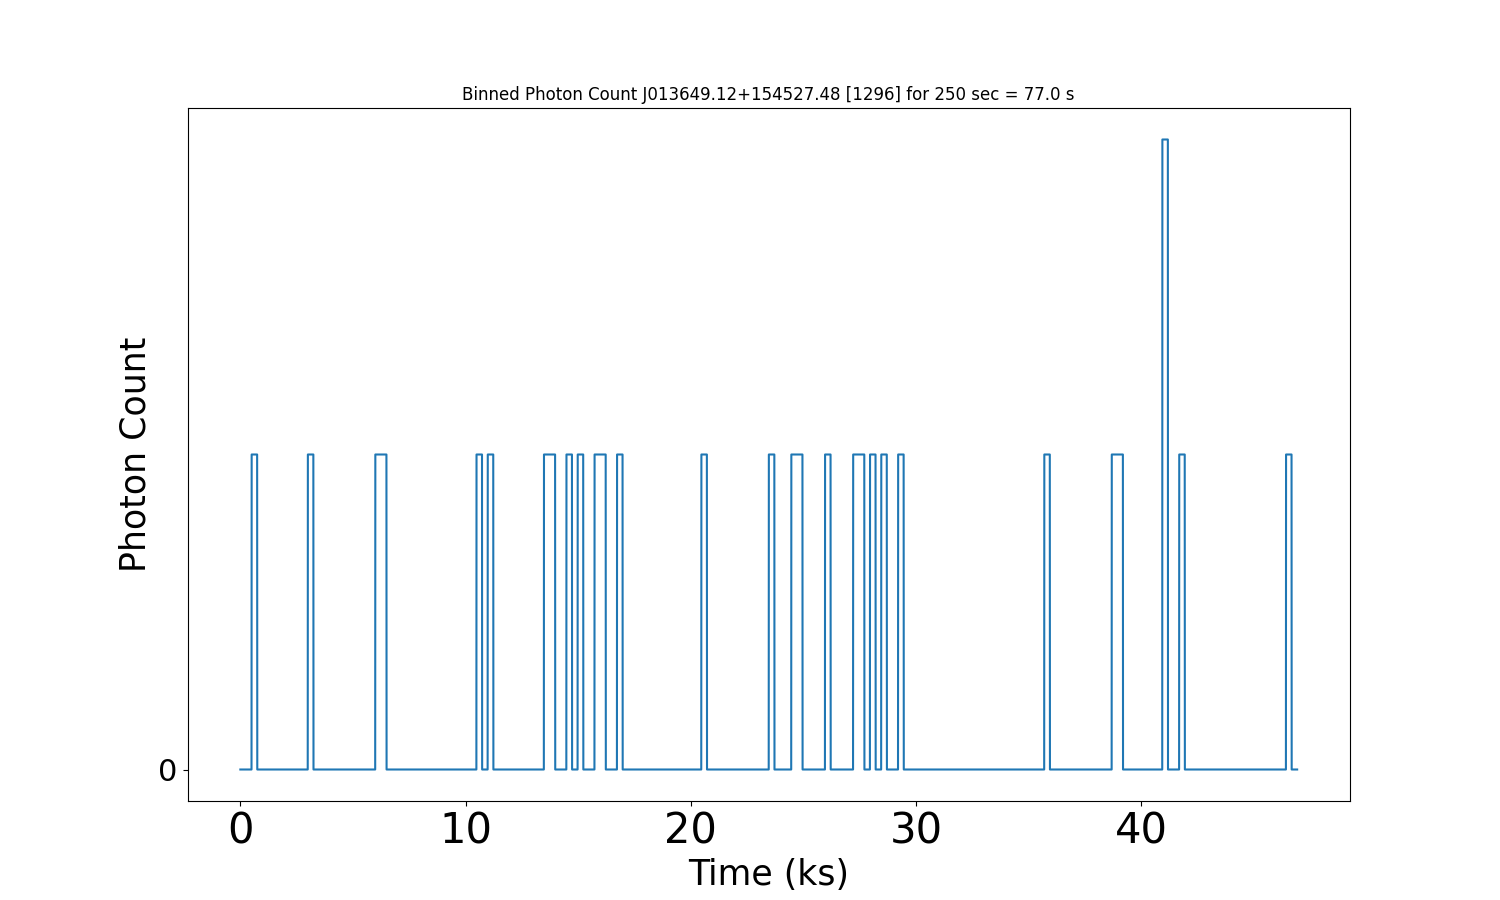 Binned Photon Count J013649.12+154527.48 [1296] for 250 sec = 77.0 s
Photon Count
0
0 10 20 30 40
Time (ks)